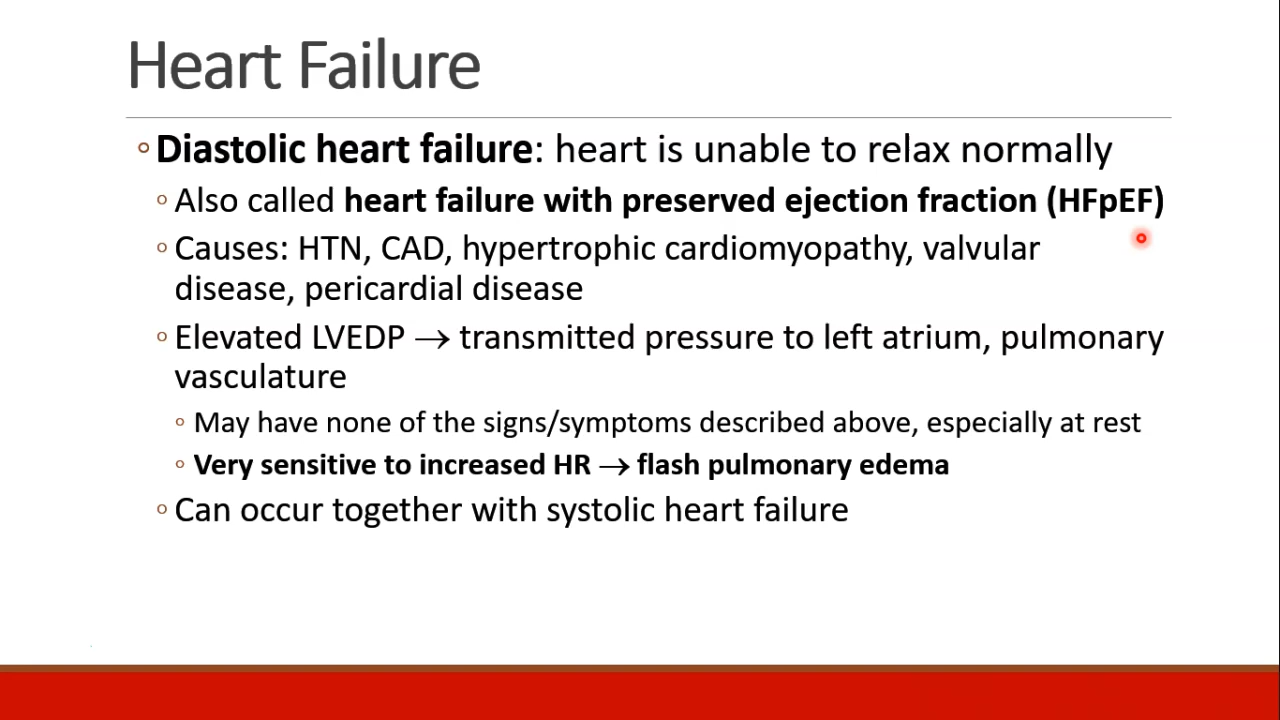 Heart Failure
◦Diastolic heart failure: heart is unable to relax normally
◦Also called heart failure with preserved ejection fraction (HFpEF)
◦Causes: HTN, CAD, hypertrophic cardiomyopathy, valvular
disease, pericardial disease
◦Elevated LVEDP → transmitted pressure to left atrium, pulmonary
vasculature
◦May have none of the signs/symptoms described above, especially at rest
◦Very sensitive to increased HR → flash pulmonary edema
◦Can occur together with systolic heart failure